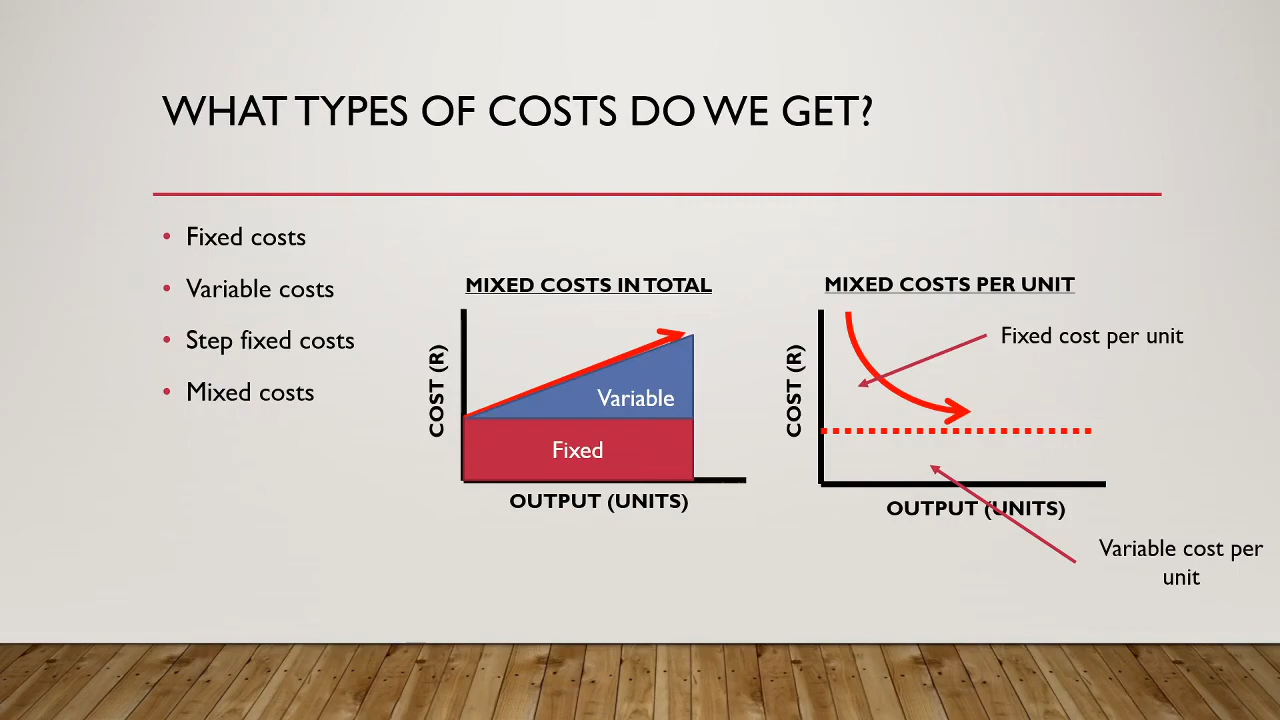 WHAT TYPES OF COSTS DO WE GET?
• Fixed costs
• Variable costs
• Step fixed costs
• Mixed costs
MIXED COSTS IN TOTAL
COST (R)
Variable
Fixed
OUTPUT (UNITS)
MIXED COSTS PER UNIT
COST (R)
Fixed cost per unit
OUTPUT (UNITS)
Variable cost per
unit